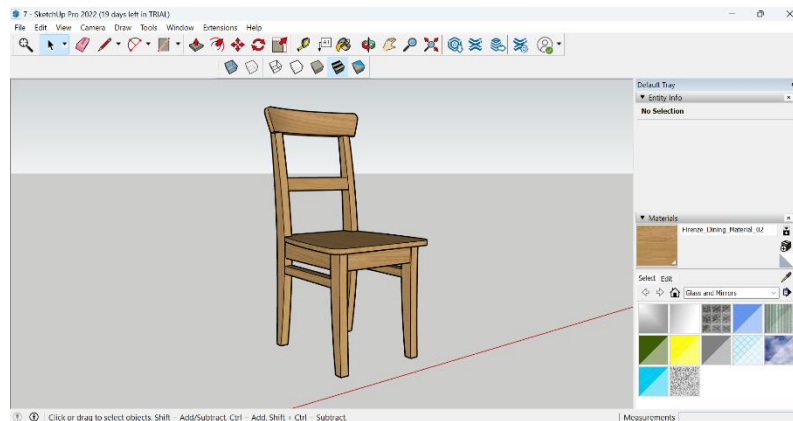 7 - SketchUp Pro 2022 (19 days left in TRIAL)
File Edit View Camera Draw Tools Window Extensions Help
Default Tray
Entity Info
No Selection
Materials
Firenze_Dining_Material_02
Select Edit
Glass and Mirrors
Click or drag to select objects. Shift = Add/Subtract. Ctrl = Add. Shift + Ctrl = Subtract.
Measurements